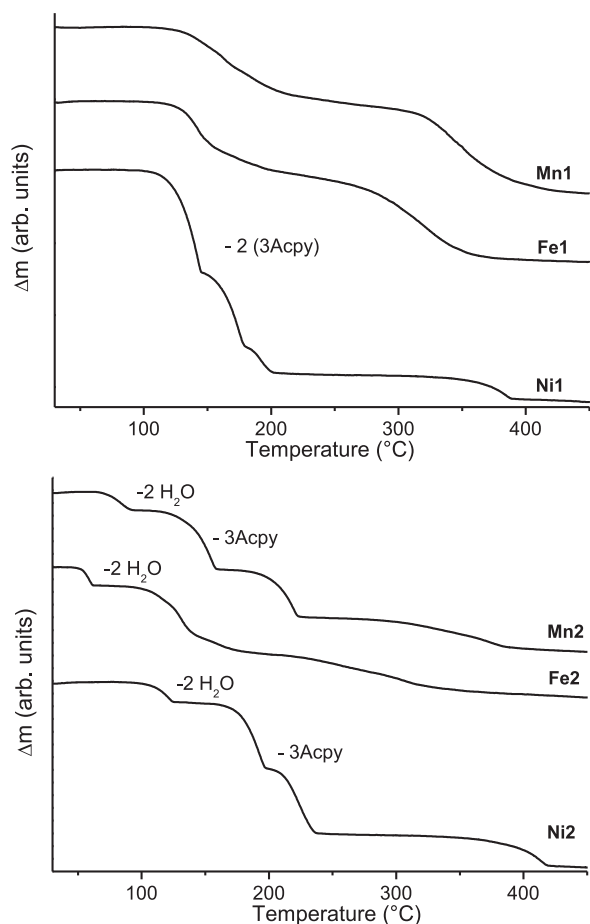 Δm (arb. units)
Mn1
Fe1
- 2 (3Acpy)
Ni1
100 200 300 400
Temperature (°C)
Δm (arb. units)
-2 H₂O
- 3Acpy
-2 H₂O
Mn2
Fe2
-2 H₂O
- 3Acpy
Ni2
100 200 300 400
Temperature (°C)